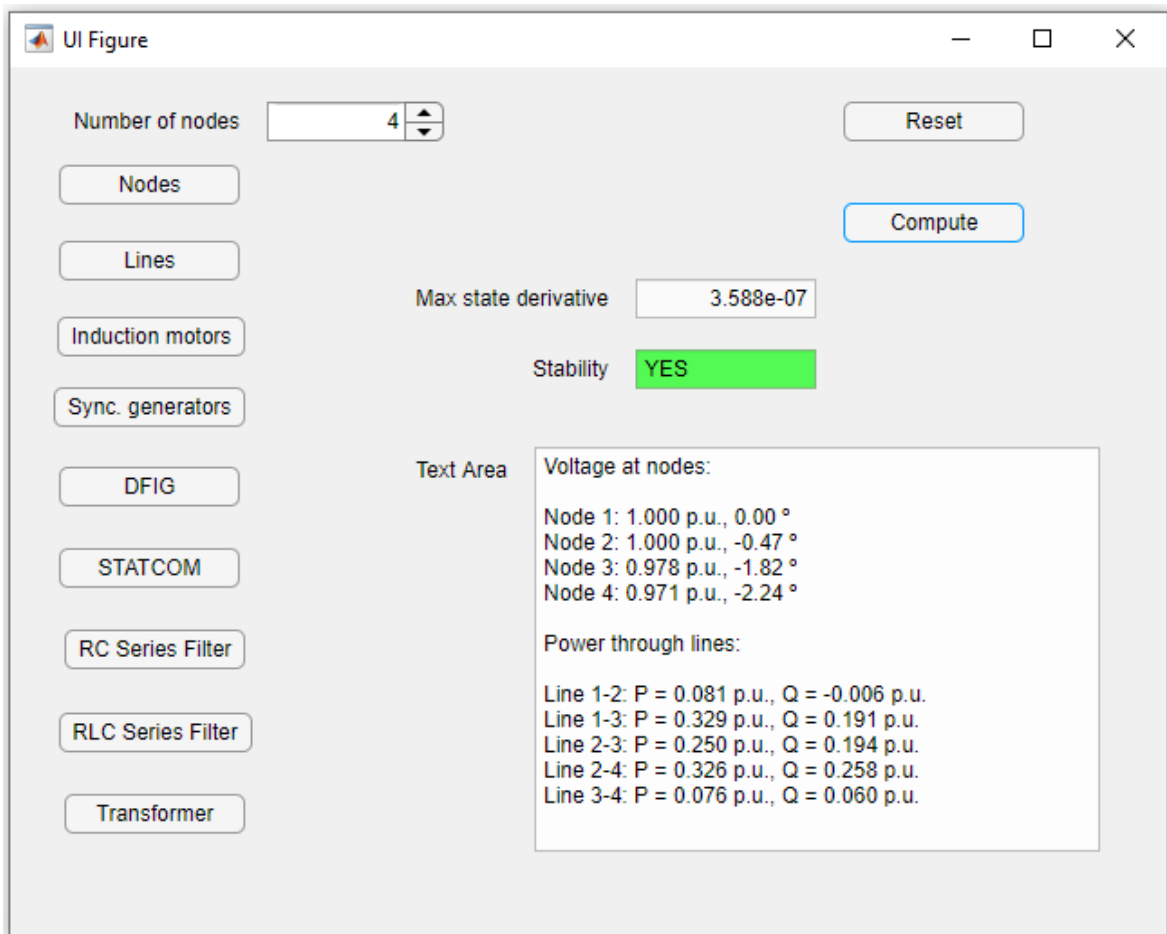 UI Figure
Number of nodes 4
Reset
Nodes
Compute
Lines
Max state derivative 3.588e-07
Induction motors
Stability YES
Sync. generators
Text Area
Voltage at nodes:
Node 1: 1.000 p.u., 0.00 º
Node 2: 1.000 p.u., -0.47 º
Node 3: 0.978 p.u., -1.82 º
Node 4: 0.971 p.u., -2.24 º
Power through lines:
Line 1-2: P = 0.081 p.u., Q = -0.006 p.u.
Line 1-3: P = 0.329 p.u., Q = 0.191 p.u.
Line 2-3: P = 0.250 p.u., Q = 0.194 p.u.
Line 2-4: P = 0.326 p.u., Q = 0.258 p.u.
Line 3-4: P = 0.076 p.u., Q = 0.060 p.u.
DFIG
STATCOM
RC Series Filter
RLC Series Filter
Transformer